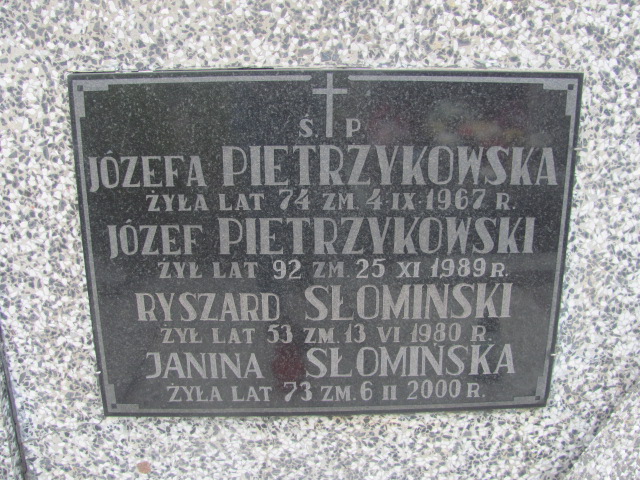 Ś. P.
JÓZEFA PIETRZYKOWSKA
ŻYŁA LAT 74 ZM. 4 IX 1967 R.
JÓZEF PIETRZYKOWSKI
ŻYŁ LAT 92 ZM 25 XI 1989 R.
RYSZARD SŁOMIŃSKI
ŻYŁ LAT 53 ZM. 13 VI 1980 R.
JANINA SŁOMIŃSKA
ŻYŁA LAT 73 ZM. 6 II 2000 R.